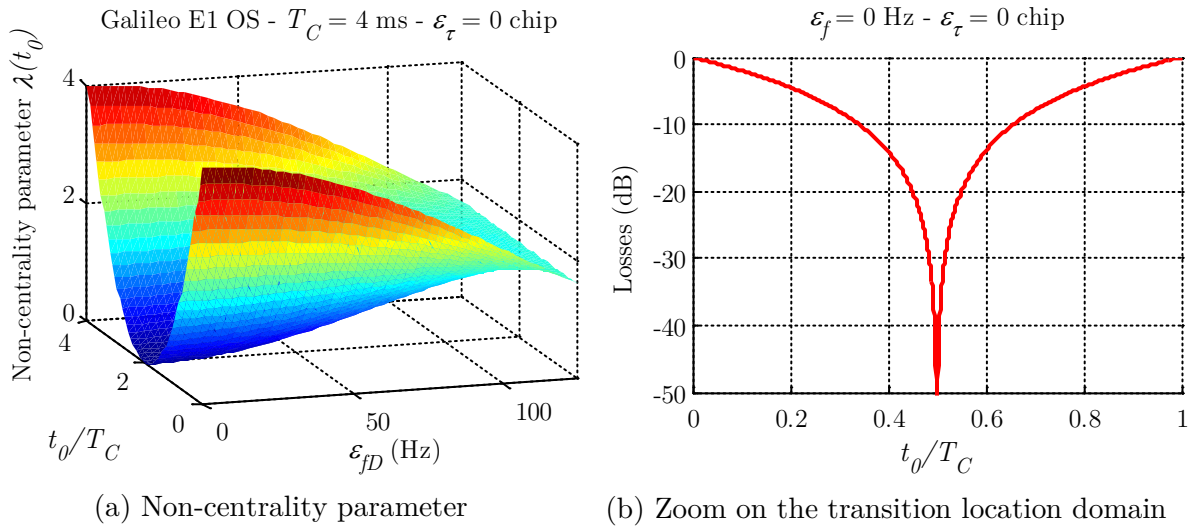 Galileo E1 OS - T_C = 4 ms - ε_τ = 0 chip
Non-centrality parameter λ(t_0)
4
2
0
4
2
0
t_0/T_C
0
50
100
ε_fD (Hz)
(a) Non-centrality parameter
ε_f = 0 Hz - ε_τ = 0 chip
Losses (dB)
0
-10
-20
-30
-40
-50
0
0.2
0.4
0.6
0.8
1
t_0/T_C
(b) Zoom on the transition location domain